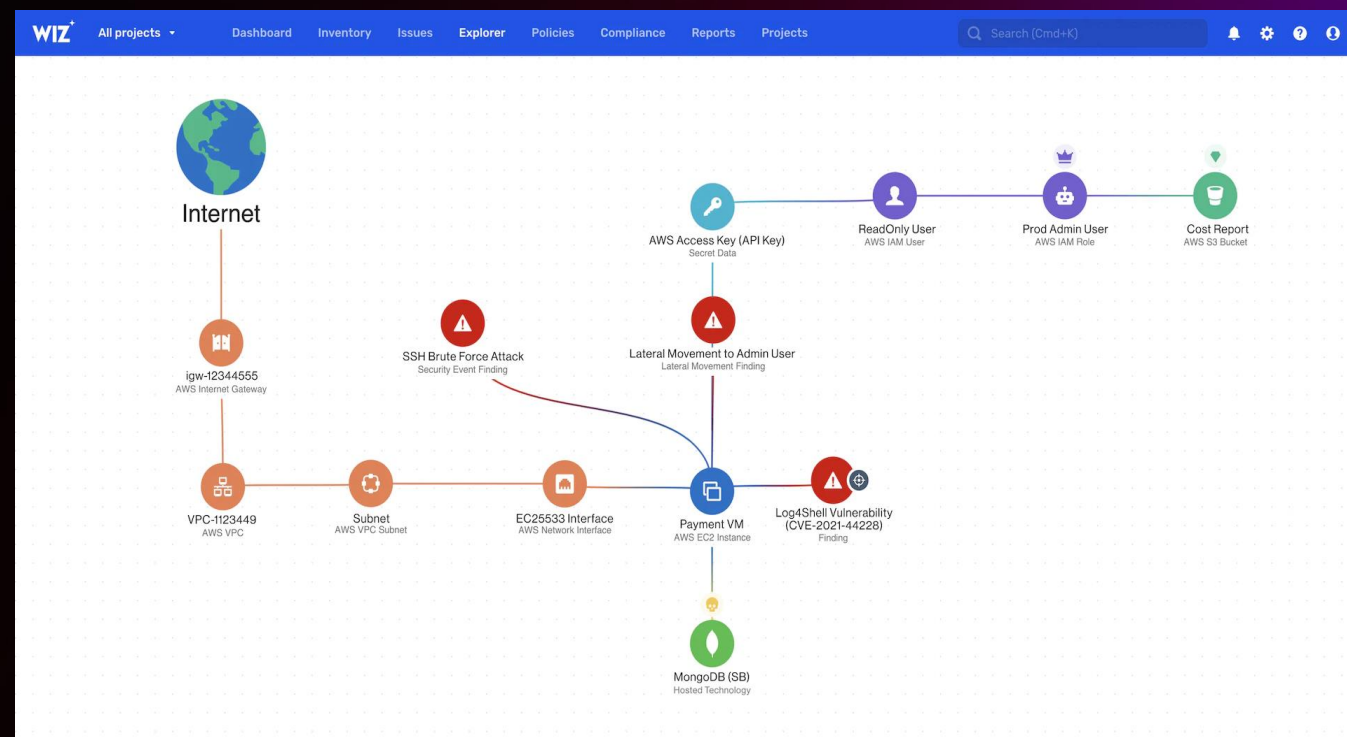 WIZ+
All projects
Dashboard
Inventory
Issues
Explorer
Policies
Compliance
Reports
Projects
Search (Cmd+K)
Internet
AWS Access Key (API Key)
Secret Data
ReadOnly User
AWS IAM User
Prod Admin User
AWS IAM Role
Cost Report
AWS S3 Bucket
igw-12344555
AWS Internet Gateway
SSH Brute Force Attack
Security Event Finding
Lateral Movement to Admin User
Lateral Movement Finding
VPC-1123449
AWS VPC
Subnet
AWS VPC Subnet
EC25533 Interface
AWS Network Interface
Payment VM
AWS EC2 Instance
Log4Shell Vulnerability
(CVE-2021-44228)
Finding
MongoDB (SB)
Hosted Technology